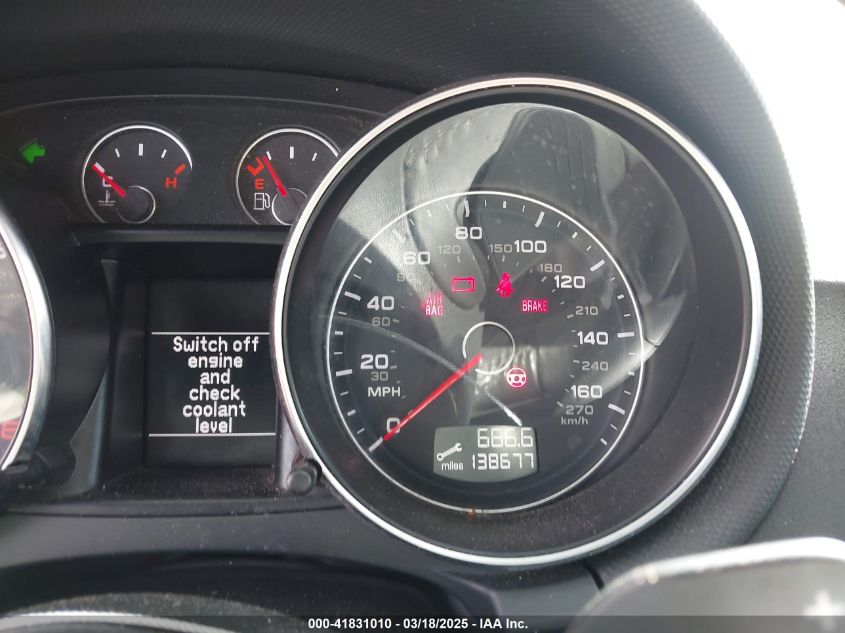 C
H
E
80
120
150
100
60
90
180
120
AIR
BAG
BRAKE
40
60
210
140
20
30
240
MPH
160
270
km/h
0
Switch off
engine
and
check
coolant
level
666.6
miles 138677
000-41831010 / 03/18/2025 - IAA Inc.